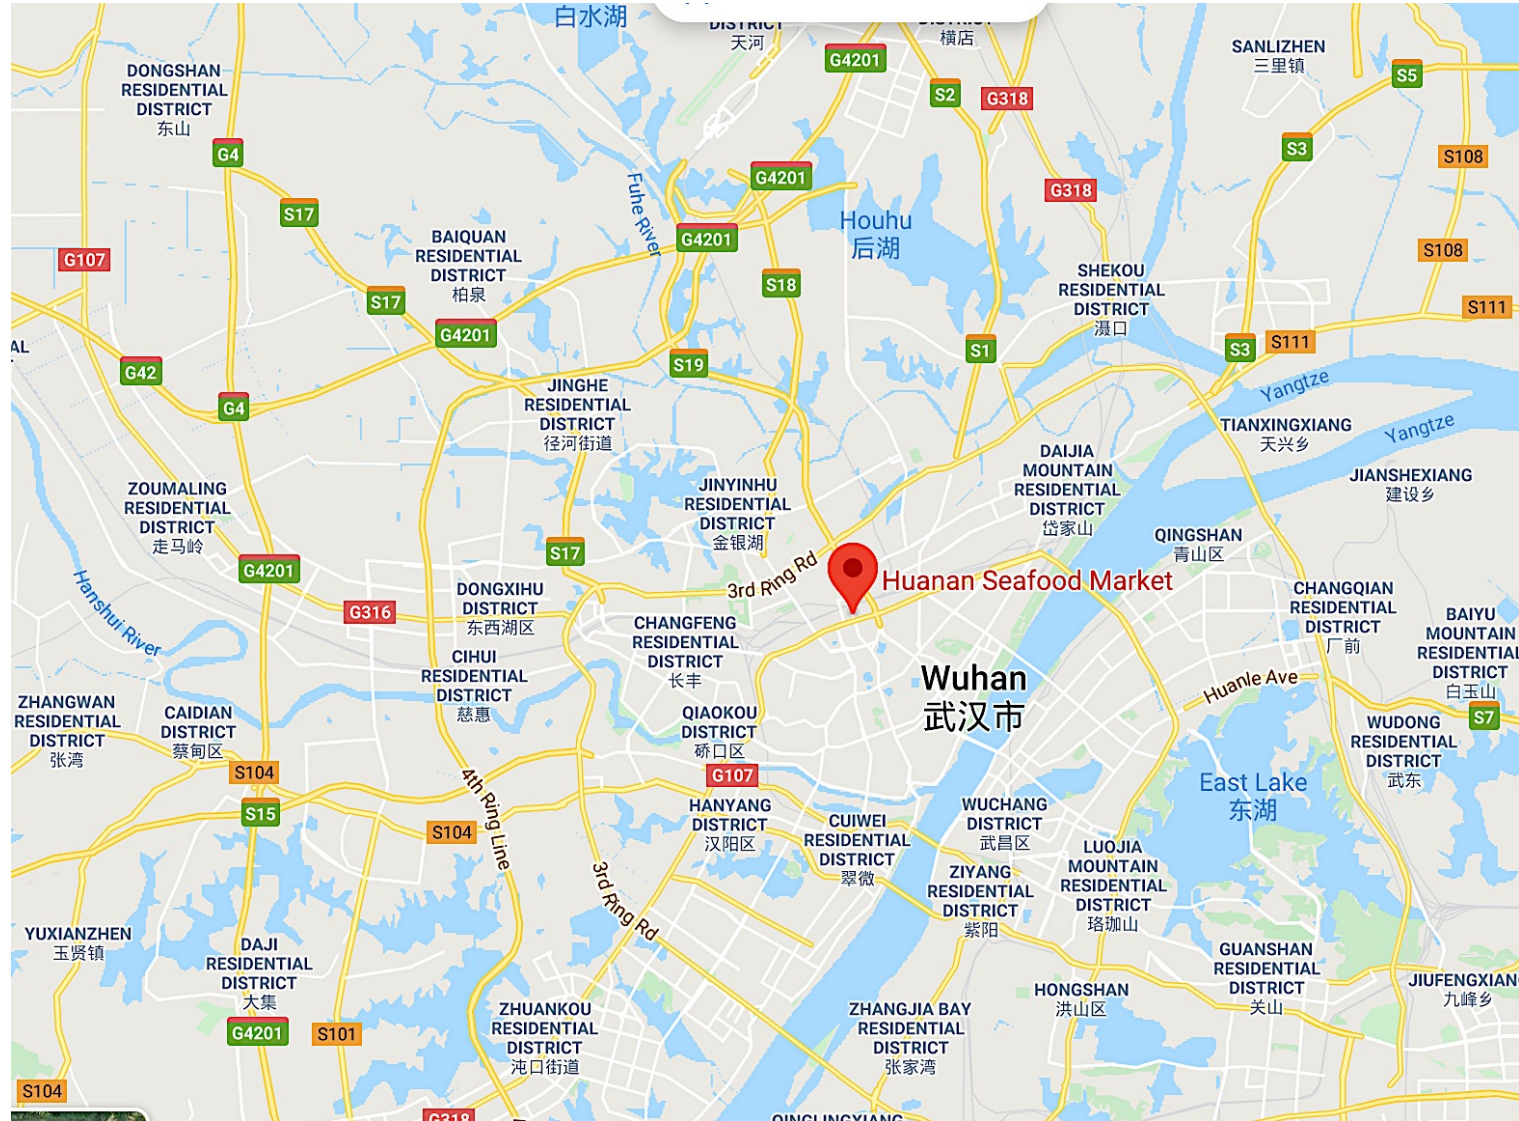 白水湖
DISTRICT
天河
DISTRICT
横店
G4201
SANLIZHEN
三里镇
DONGSHAN
RESIDENTIAL
DISTRICT
东山
S5
S2
G318
G4
S3
S108
G4201
G318
Fuhe River
S17
Houhu
后湖
BAIQUAN
RESIDENTIAL
DISTRICT
柏泉
G4201
S108
G107
SHEKOU
RESIDENTIAL
DISTRICT
滠口
S18
S17
S111
G4201
S1
S3
S111
AL
G42
S19
Yangtze
JINGHE
RESIDENTIAL
DISTRICT
径河街道
G4
TIANXINGXIANG
天兴乡
Yangtze
DAIJIA
MOUNTAIN
RESIDENTIAL
DISTRICT
岱家山
JIANSHEXIANG
建设乡
ZOUMALING
RESIDENTIAL
DISTRICT
走马岭
JINYINHU
RESIDENTIAL
DISTRICT
金银湖
QINGSHAN
青山区
S17
G4201
3rd Ring Rd
Huanan Seafood Market
Hanshui River
G316
DONGXIHU
DISTRICT
东西湖区
CHANGQIAN
RESIDENTIAL
DISTRICT
厂前
CHANGFENG
RESIDENTIAL
DISTRICT
长丰
BAIYU
MOUNTAIN
RESIDENTIAL
DISTRICT
白玉山
CIHUI
RESIDENTIAL
DISTRICT
慈惠
Wuhan
武汉市
Huanle Ave
ZHANGWAN
RESIDENTIAL
DISTRICT
张湾
CAIDIAN
DISTRICT
蔡甸区
QIAOKOU
DISTRICT
硚口区
S7
WUDONG
RESIDENTIAL
DISTRICT
武东
S104
G107
East Lake
东湖
4th Ring Line
S15
S104
HANYANG
DISTRICT
汉阳区
CUIWEI
RESIDENTIAL
DISTRICT
翠微
WUCHANG
DISTRICT
武昌区
LUOJIA
MOUNTAIN
RESIDENTIAL
DISTRICT
珞珈山
ZIYANG
RESIDENTIAL
DISTRICT
紫阳
3rd Ring Rd
YUXIANZHEN
玉贤镇
DAJI
RESIDENTIAL
DISTRICT
大集
GUANSHAN
RESIDENTIAL
DISTRICT
关山
JIUFENGXIAN
九峰乡
HONGSHAN
洪山区
ZHUANKOU
RESIDENTIAL
DISTRICT
沌口街道
ZHANGJIA BAY
RESIDENTIAL
DISTRICT
张家湾
G4201
S101
S104
G318
QINGLINGXIANG